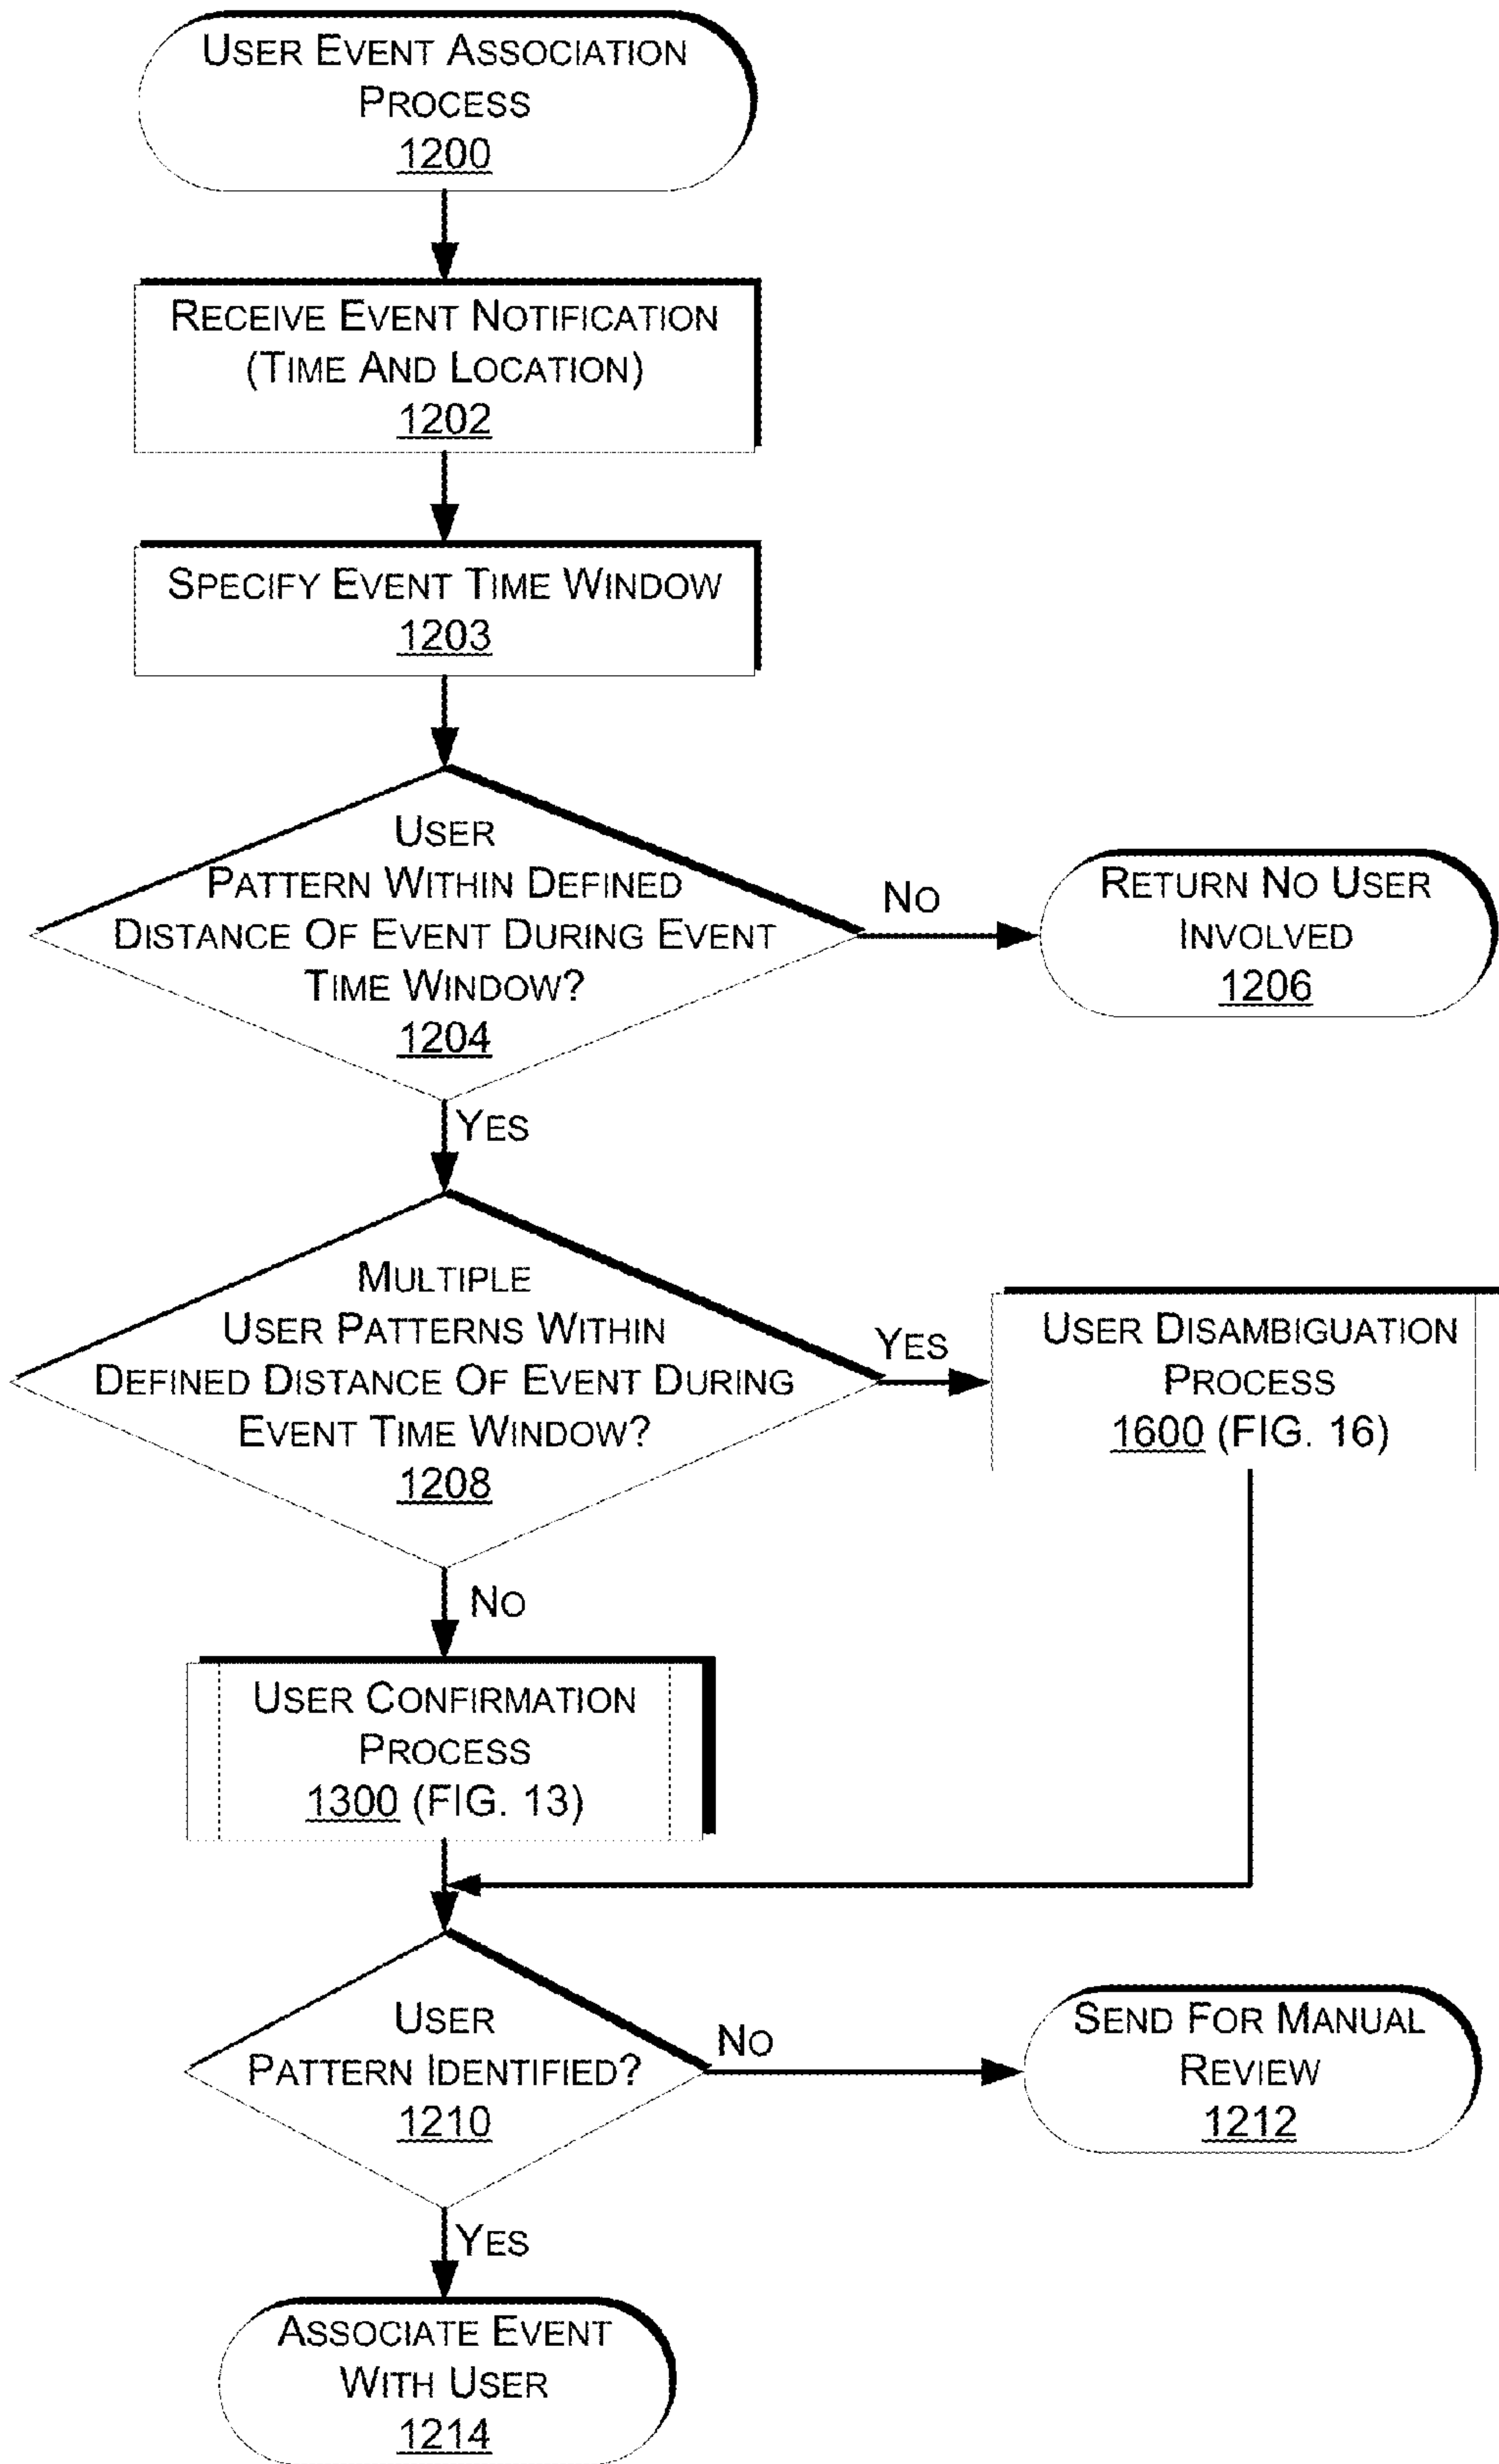 USER EVENT ASSOCIATION
PROCESS
1200
RECEIVE EVENT NOTIFICATION
(TIME AND LOCATION)
1202
SPECIFY EVENT TIME WINDOW
1203
USER
PATTERN WITHIN DEFINED
DISTANCE OF EVENT DURING EVENT
TIME WINDOW?
1204
NO
RETURN NO USER
INVOLVED
1206
YES
MULTIPLE
USER PATTERNS WITHIN
DEFINED DISTANCE OF EVENT DURING
EVENT TIME WINDOW?
1208
YES
USER DISAMBIGUATION
PROCESS
1600 (FIG. 16)
NO
USER CONFIRMATION
PROCESS
1300 (FIG. 13)
USER
PATTERN IDENTIFIED?
1210
NO
SEND FOR MANUAL
REVIEW
1212
YES
ASSOCIATE EVENT
WITH USER
1214